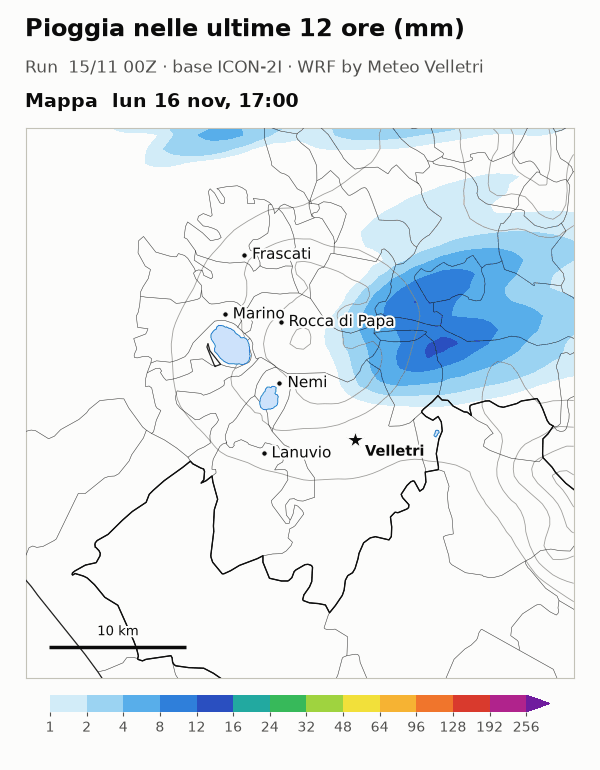 Pioggia nelle ultime 12 ore (mm)
Run  15/11 00Z · base ICON-2I · WRF by Meteo Velletri
Mappa  lun 16 nov, 17:00
Frascati
Marino
Rocca di Papa
Nemi
Velletri
Lanuvio
10 km
1 2 4 8 12 16 24 32 48 64 96 128 192 256